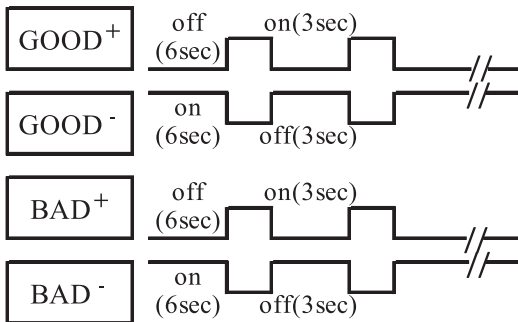 off on(3sec)
GOOD+ (6sec)
on
GOOD- (6sec) off(3sec)
off on(3sec)
BAD+ (6sec)
on
BAD- (6sec) off(3sec)